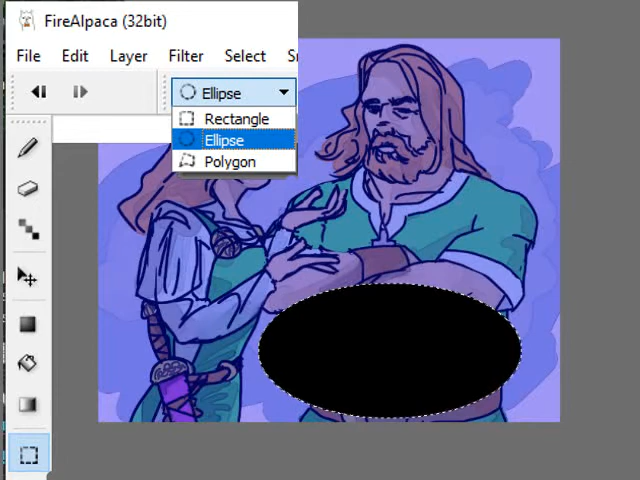 FireAlpaca (32bit)
File Edit Layer Filter Select
Ellipse
Rectangle
Ellipse
Polygon